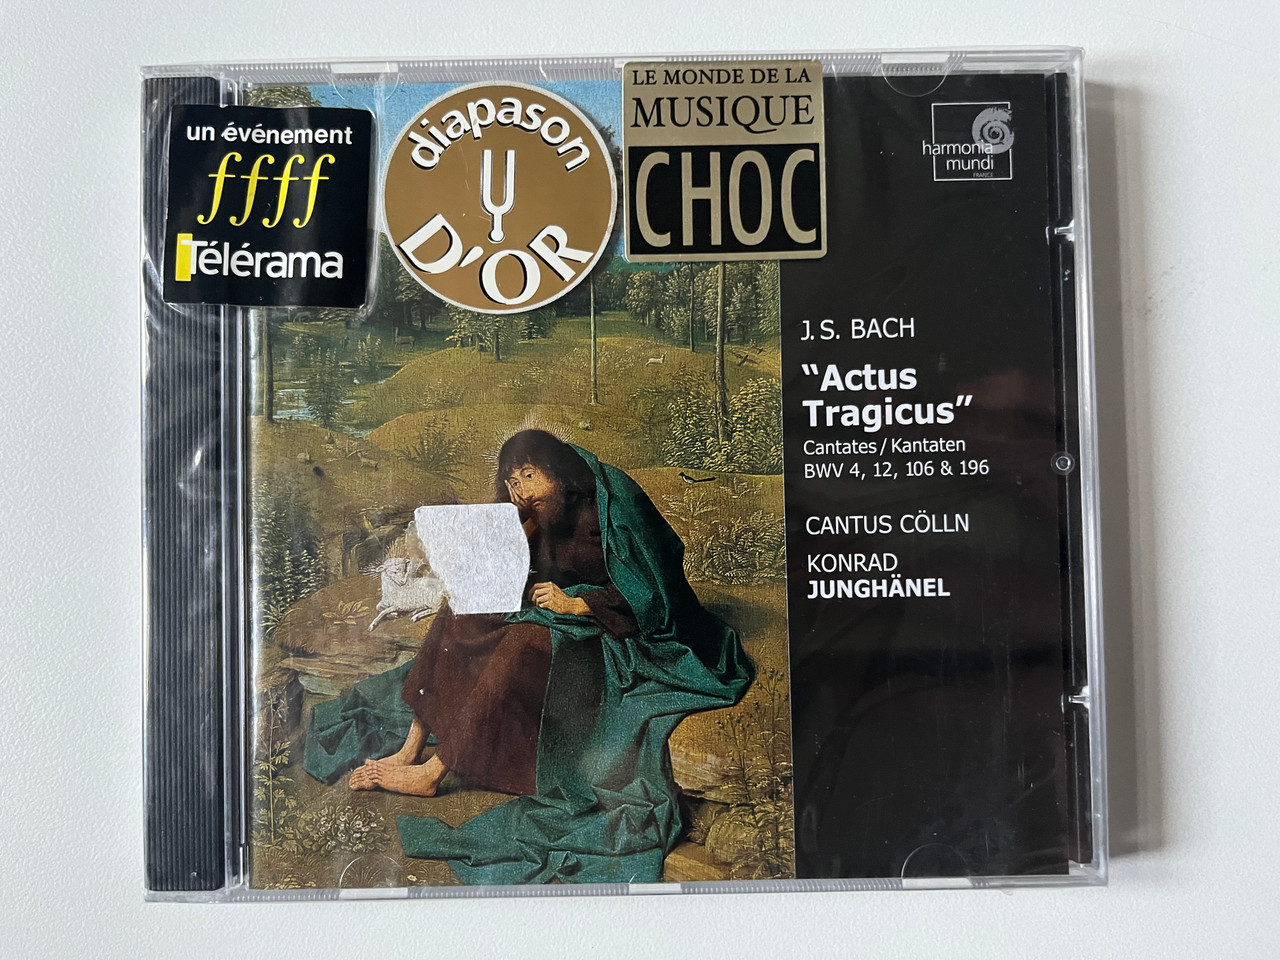 un événement
ffff
Télérama
diapason
D'OR
LE MONDE DE LA
MUSIQUE
CHOC
harmonia
mundi
FRANCE
J. S. BACH
"Actus
Tragicus"
Cantates / Kantaten
BWV 4, 12, 106 & 196
CANTUS CÖLLN
KONRAD
JUNGHÄNEL